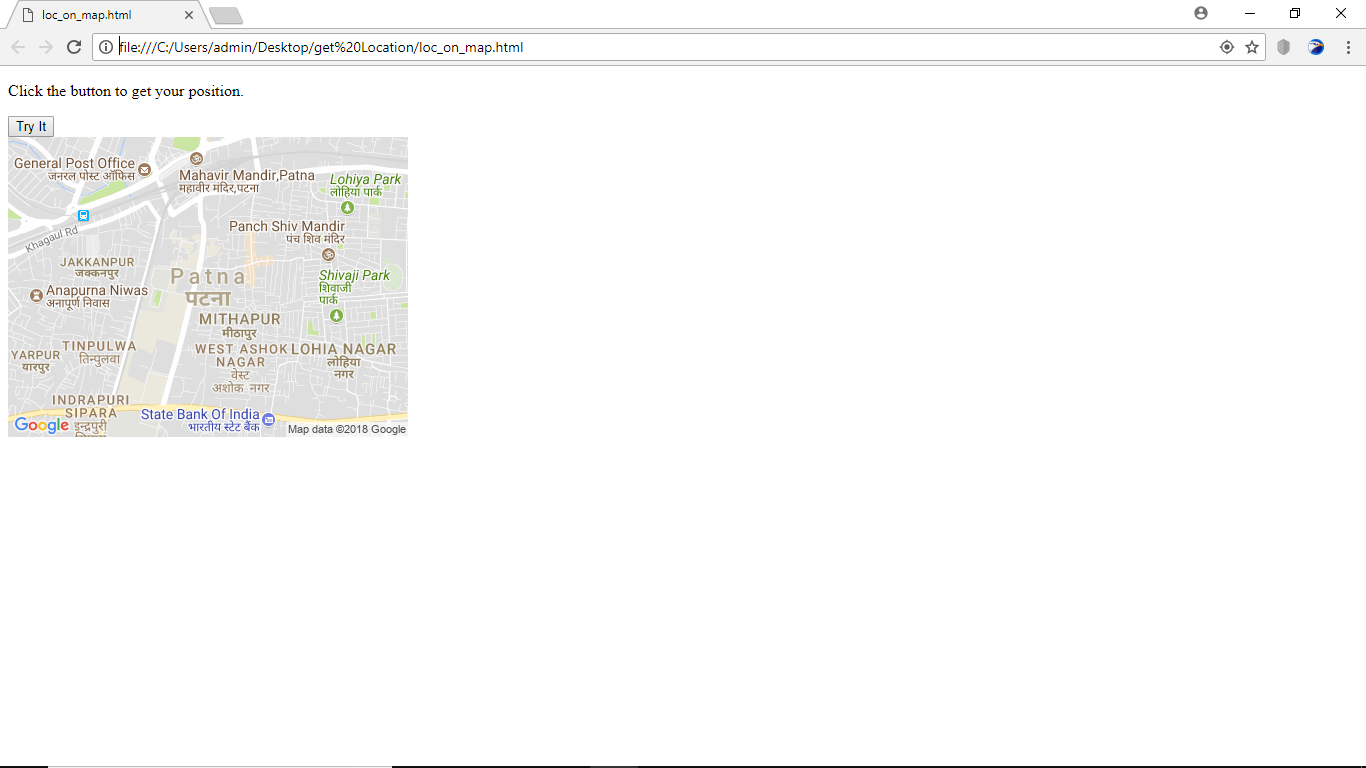 loc_on_map.html
file:///C:/Users/admin/Desktop/get%20Location/loc_on_map.html
Click the button to get your position.
Try It
General Post Office
जनरल पोस्ट ऑफिस
Mahavir Mandir,Patna
महावीर मंदिर,पटना
Lohiya Park
लोहिया पार्क
Khagaul Rd
Panch Shiv Mandir
पंच शिव मंदिर
JAKKANPUR
जक्कनपुर
Patna
पटना
Shivaji Park
शिवाजी
पार्क
Anapurna Niwas
अनापूर्ण निवास
MITHAPUR
मीठापुर
YARPUR
यारपुर
TINPULWA
तिन्पुलवा
WEST ASHOK
NAGAR
वेस्ट
अशोक नगर
LOHIA NAGAR
लोहिया
नगर
INDRAPURI
SIPARA
इन्द्रपुरी
State Bank Of India
भारतीय स्टेट बैंक
Google
Map data ©2018 Google